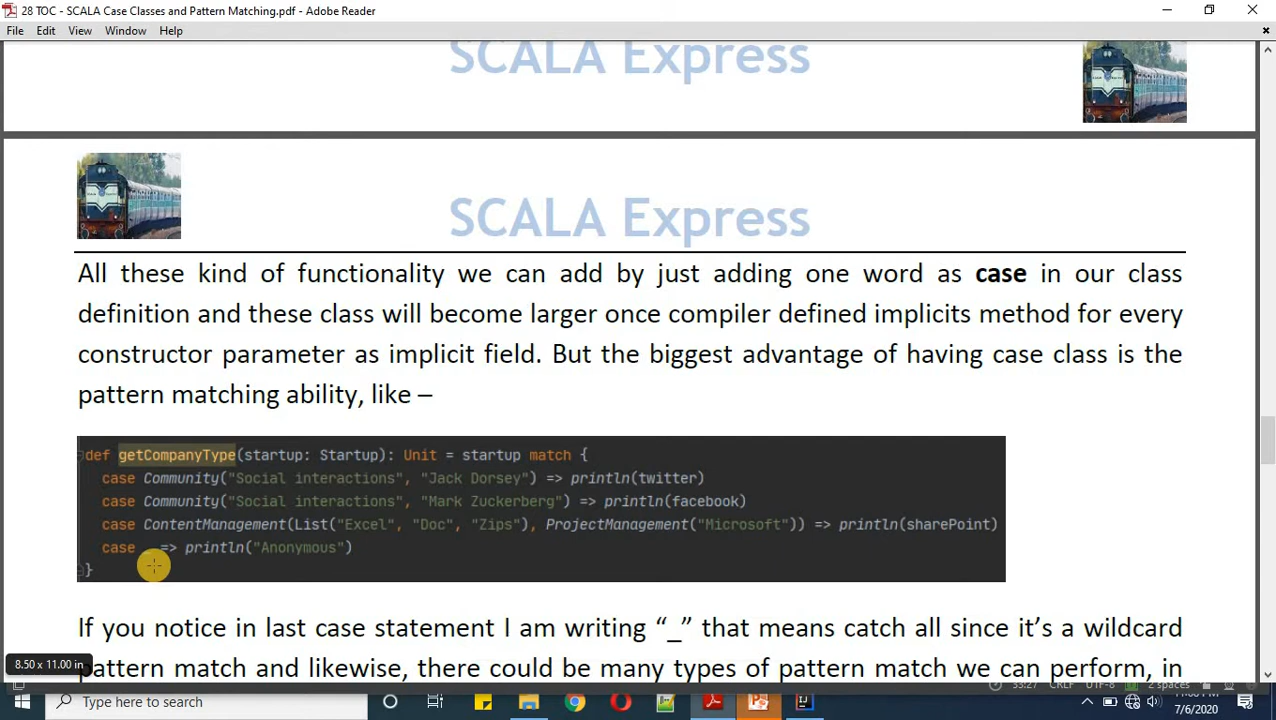 28 TOC - SCALA Case Classes and Pattern Matching.pdf - Adobe Reader
File Edit View Window Help
SCALA Express
SCALA Express
All these kind of functionality we can add by just adding one word as case in our class
definition and these class will become larger once compiler defined implicits method for every
constructor parameter as implicit field. But the biggest advantage of having case class is the
pattern matching ability, like –
def getCompanyType(startup: Startup): Unit = startup match {
case Community("Social interactions", "Jack Dorsey") => println(twitter)
case Community("Social interactions", "Mark Zuckerberg") => println(facebook)
case ContentManagement(List("Excel", "Doc", "Zips"), ProjectManagement("Microsoft")) => println(sharePoint)
case _ => println("Anonymous")
}
If you notice in last case statement I am writing “_” that means catch all since it’s a wildcard
pattern match and likewise, there could be many types of pattern match we can perform, in
8.50 x 11.00 in
53:27 CRLF UTF-8 2 spaces
Type here to search
7/6/2020